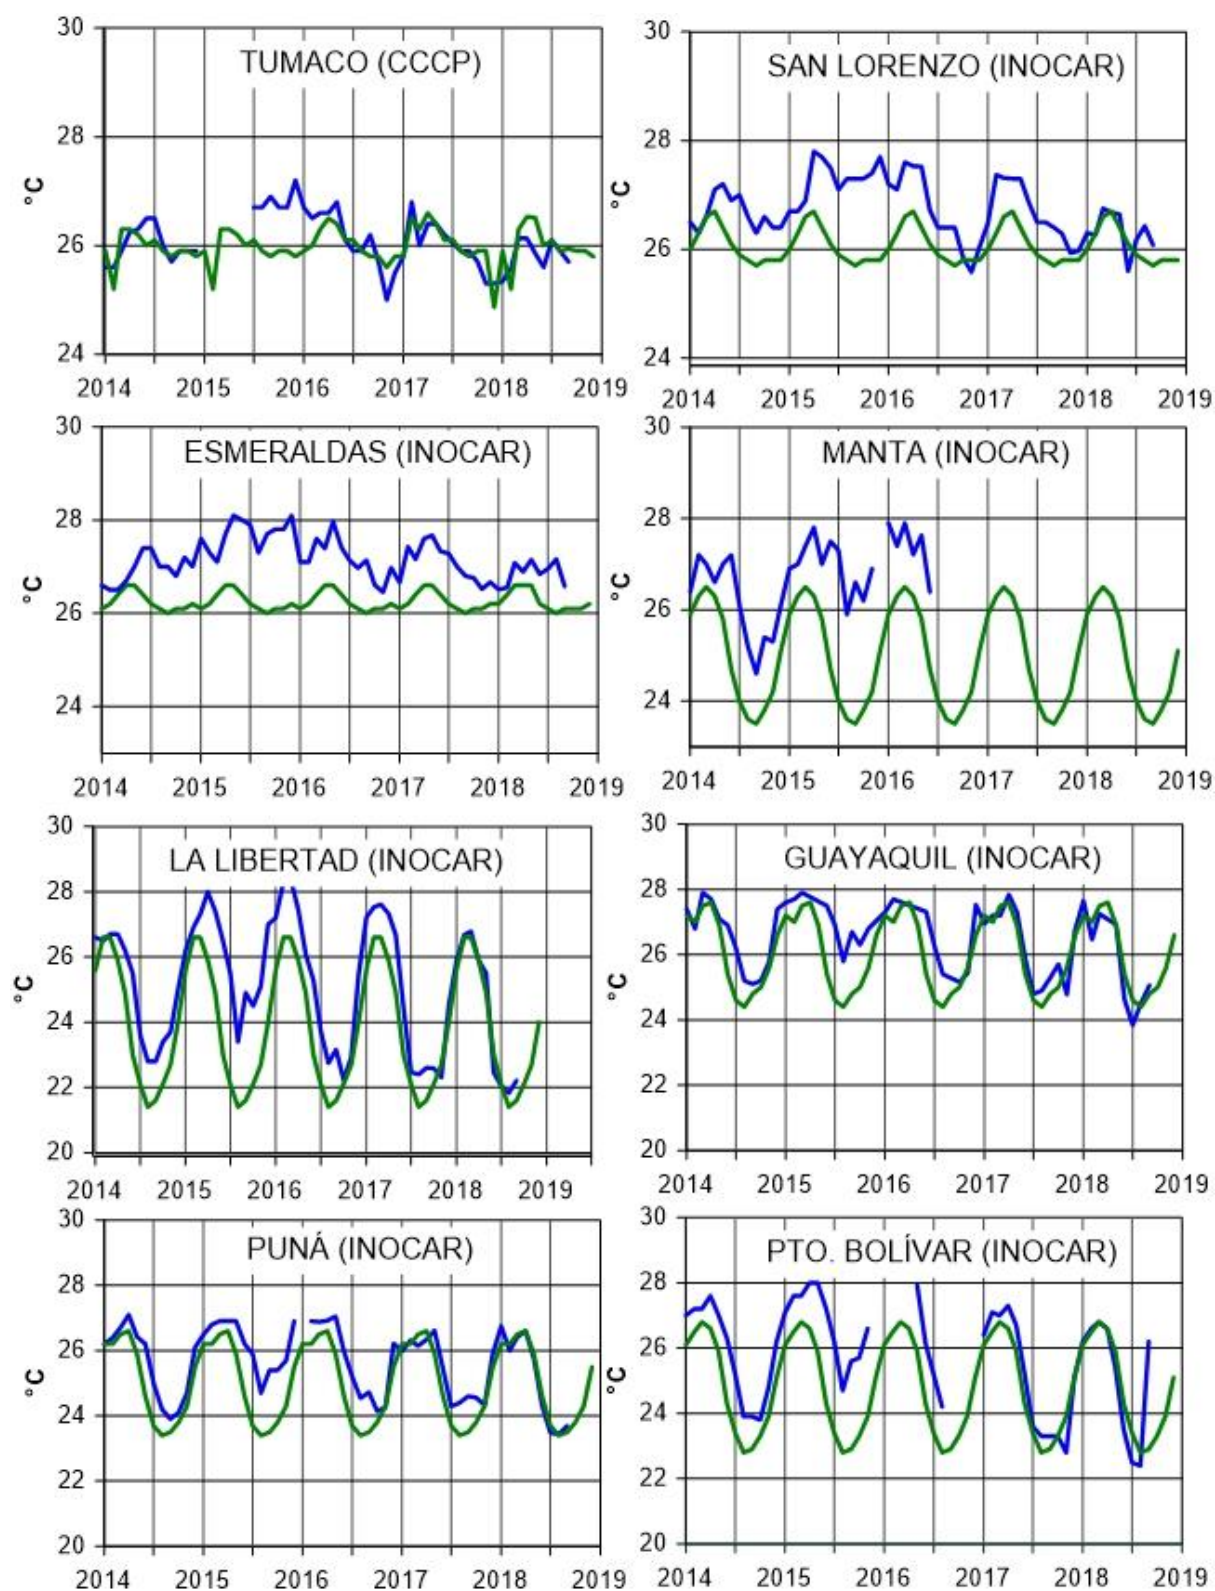 30
TUMACO (CCCP)
28
°C
26
24
2014 2015 2016 2017 2018 2019
30
SAN LORENZO (INOCAR)
28
°C
26
24
2014 2015 2016 2017 2018 2019
30
ESMERALDAS (INOCAR)
28
°C
26
24
2014 2015 2016 2017 2018 2019
30
MANTA (INOCAR)
28
°C
26
24
2014 2015 2016 2017 2018 2019
30
LA LIBERTAD (INOCAR)
28
26
°C
24
22
20
2014 2015 2016 2017 2018 2019
30
GUAYAQUIL (INOCAR)
28
26
°C
24
22
20
2014 2015 2016 2017 2018 2019
30
PUNÁ (INOCAR)
28
26
°C
24
22
20
2014 2015 2016 2017 2018 2019
30
PTO. BOLÍVAR (INOCAR)
28
26
°C
24
22
20
2014 2015 2016 2017 2018 2019